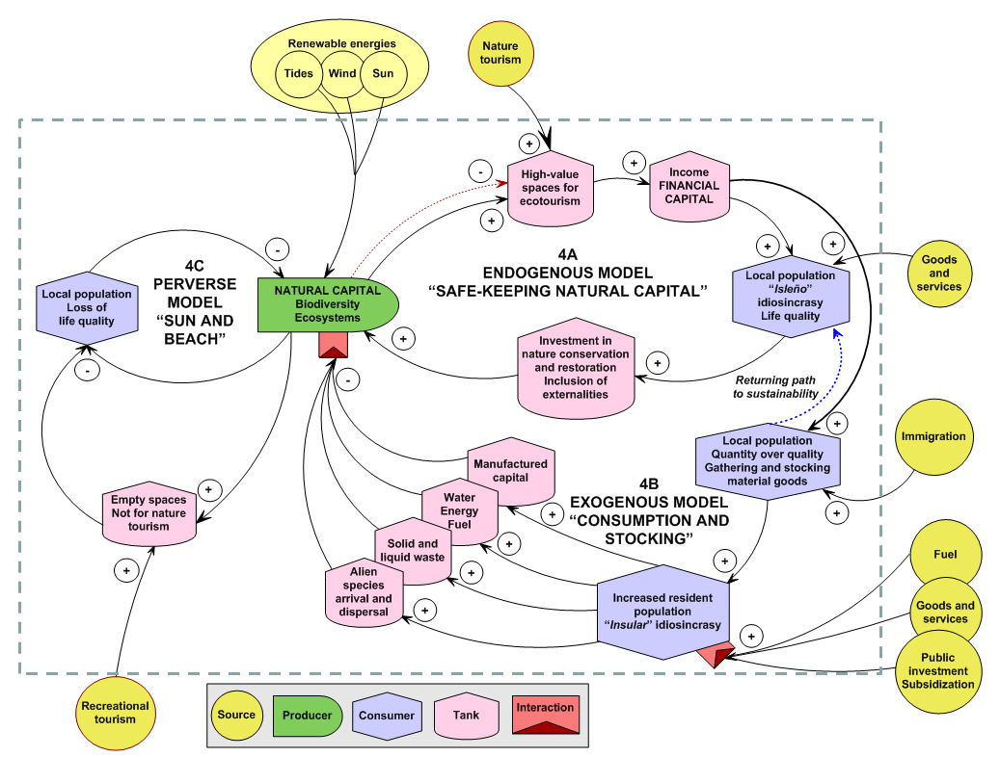 Renewable energies
Tides
Wind
Sun
Nature
tourism
+
-
+
+
High-value
spaces for
ecotourism
Income
FINANCIAL
CAPITAL
4A
ENDOGENOUS MODEL
“SAFE-KEEPING NATURAL CAPITAL”
+
+
Goods
and
services
Local population
“Isleño”
idiosincrasy
Life quality
-
4C
PERVERSE
MODEL
“SUN AND
BEACH”
Local population
Loss of
life quality
-
NATURAL CAPITAL
Biodiversity
Ecosystems
+
-
Investment in
nature conservation
and restoration
Inclusion of
externalities
+
Returning path
to sustainability
+
Local population
Quantity over quality
Gathering and stocking
material goods
+
Immigration
Manufactured
capital
+
Water
Energy
Fuel
+
Solid and
liquid waste
+
Alien
species
arrival and
dispersal
+
4B
EXOGENOUS MODEL
“CONSUMPTION AND
STOCKING”
+
Increased resident
population
“Insular” idiosincrasy
+
Fuel
Goods and
services
Public
investment
Subsidization
+
Empty spaces
Not for nature
tourism
+
Recreational
tourism
Source
Producer
Consumer
Tank
Interaction